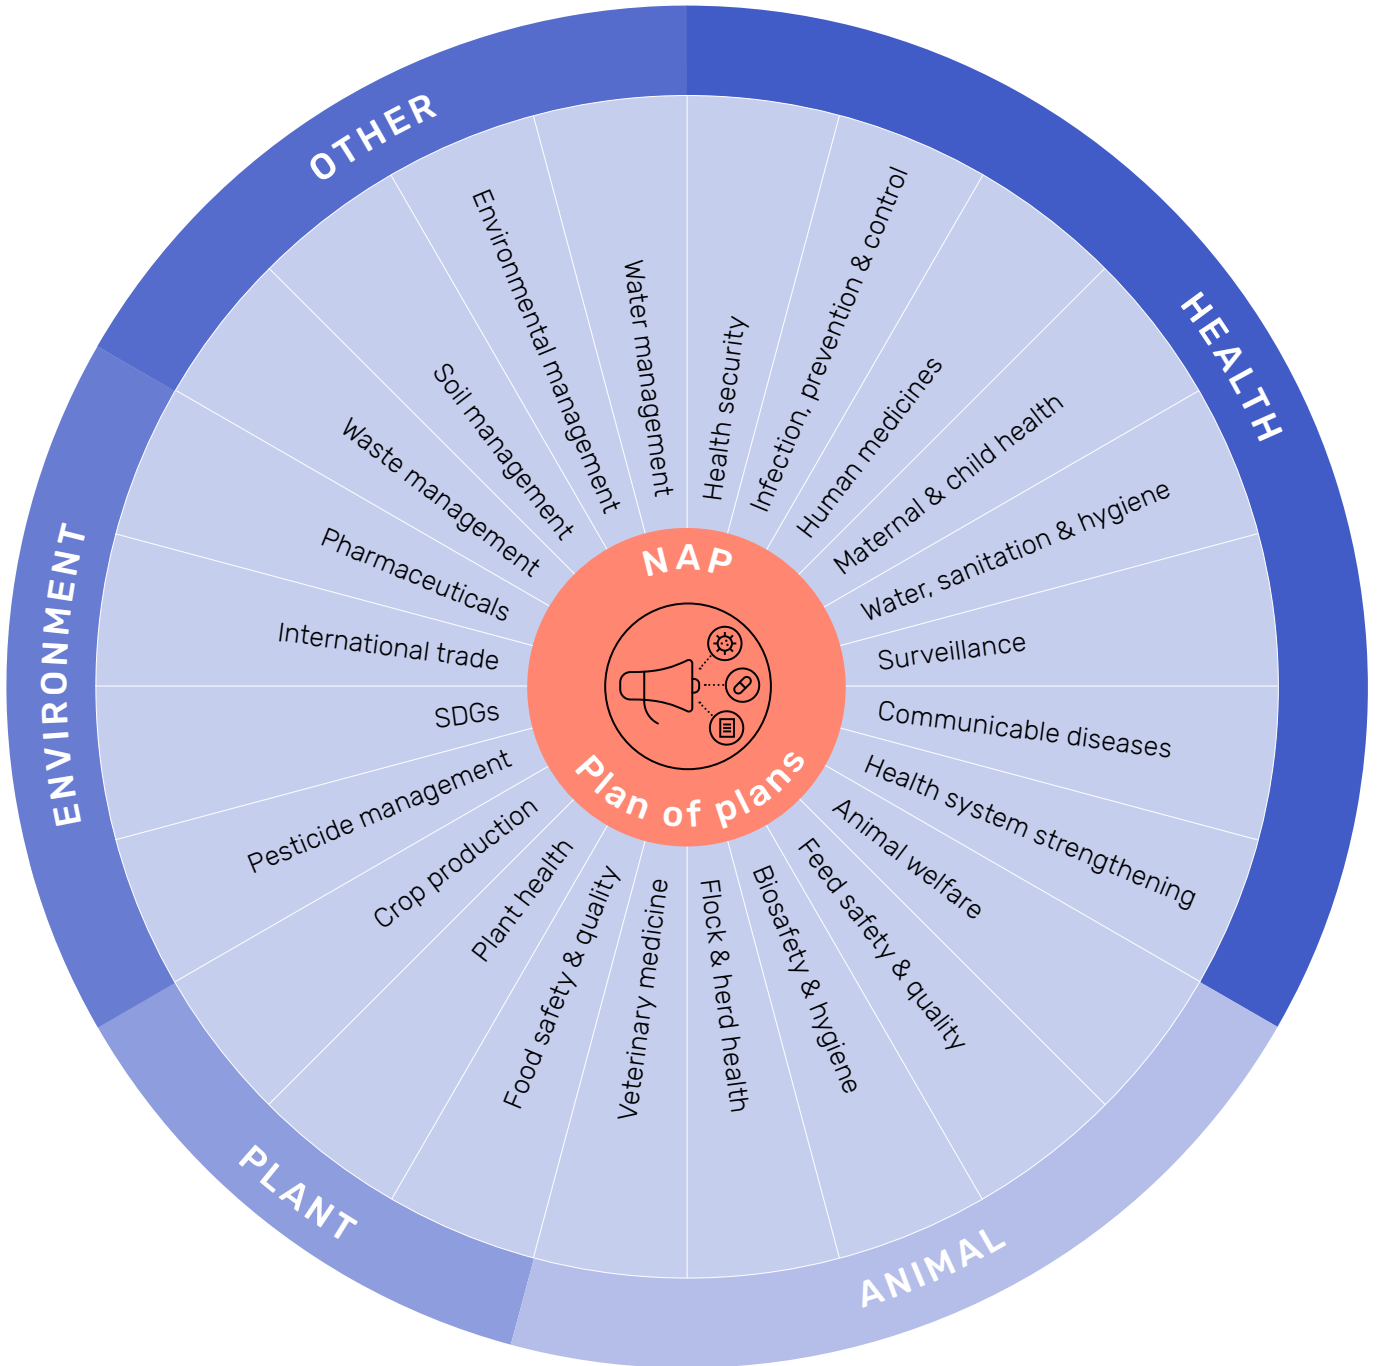 OTHER
HEALTH
ENVIRONMENT
PLANT
ANIMAL
NAP
Plan of plans
Health security
Infection, prevention & control
Human medicines
Maternal & child health
Water, sanitation & hygiene
Surveillance
Communicable diseases
Health system strengthening
Animal welfare
Feed safety & quality
Biosafety & hygiene
Flock & herd health
Veterinary medicine
Food safety & quality
Plant health
Crop production
Pesticide management
SDGs
International trade
Pharmaceuticals
Waste management
Soil management
Environmental management
Water management